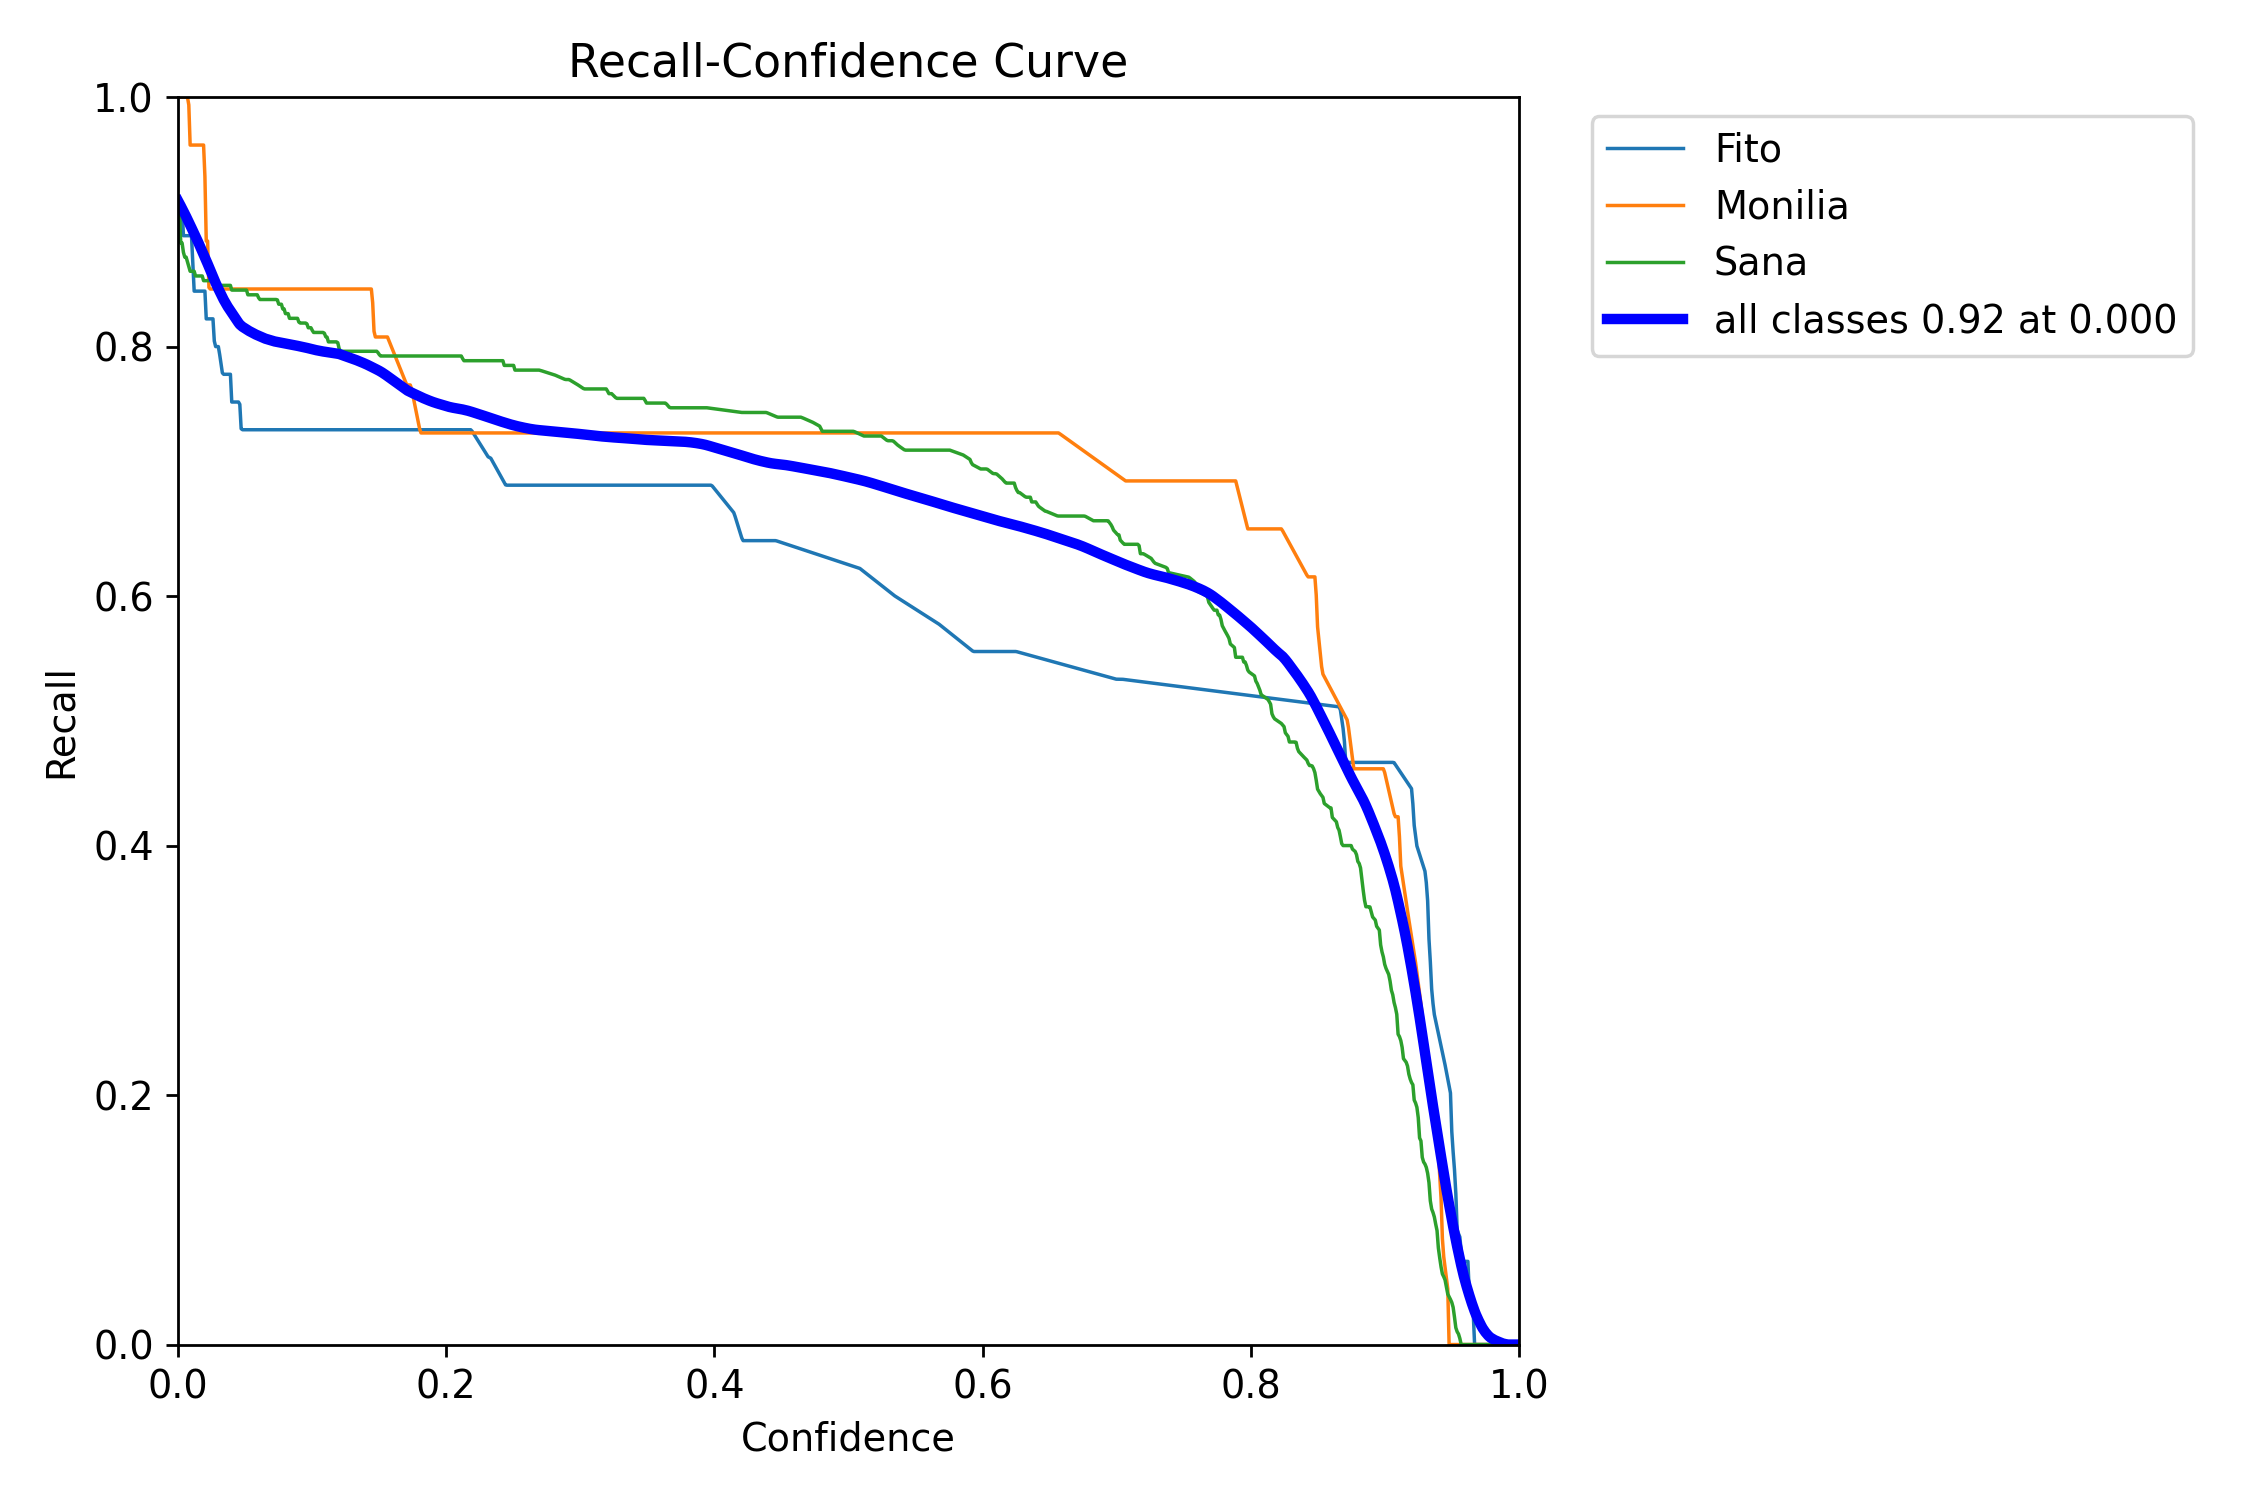 Recall-Confidence Curve
1.0
0.8
0.6
0.4
0.2
0.0
Recall
0.0 0.2 0.4 0.6 0.8 1.0
Confidence
Fito
Monilia
Sana
all classes 0.92 at 0.000